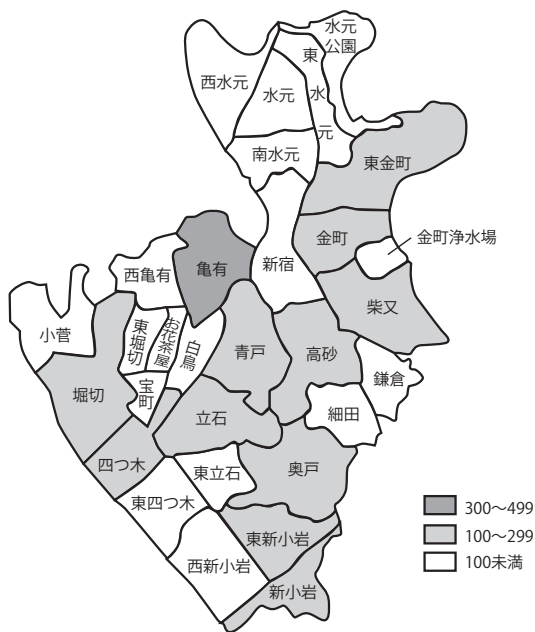 水元
公園
西水元
水元
東
水
元
南水元
東金町
金町
金町浄水場
新宿
亀有
西亀有
柴又
小菅
東堀切
お花茶屋
白鳥
青戸
高砂
鎌倉
宝町
堀切
細田
立石
四つ木
東立石
奥戸
東四つ木
東新小岩
西新小岩
新小岩
300〜499
100〜299
100未満